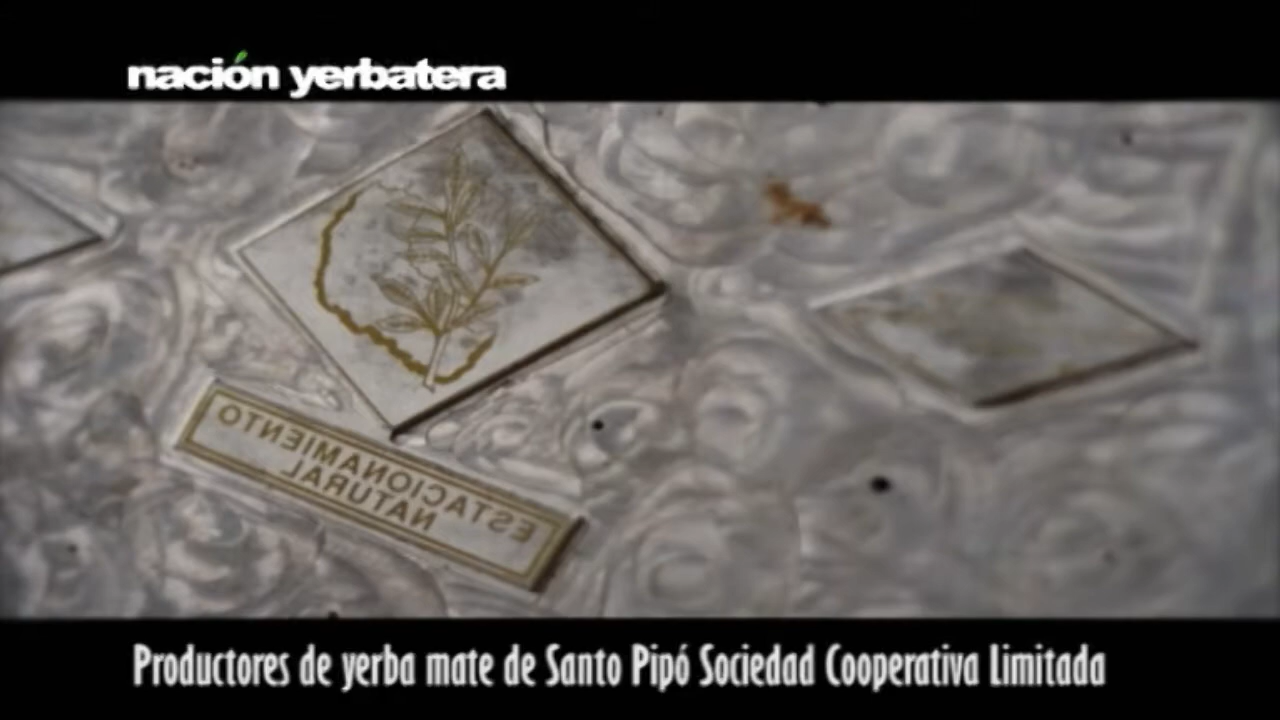 nación yerbatera
ESTACIONAMIENTO
NATURAL
Productores de yerba mate de Santo Pipó Sociedad Cooperativa Limitada